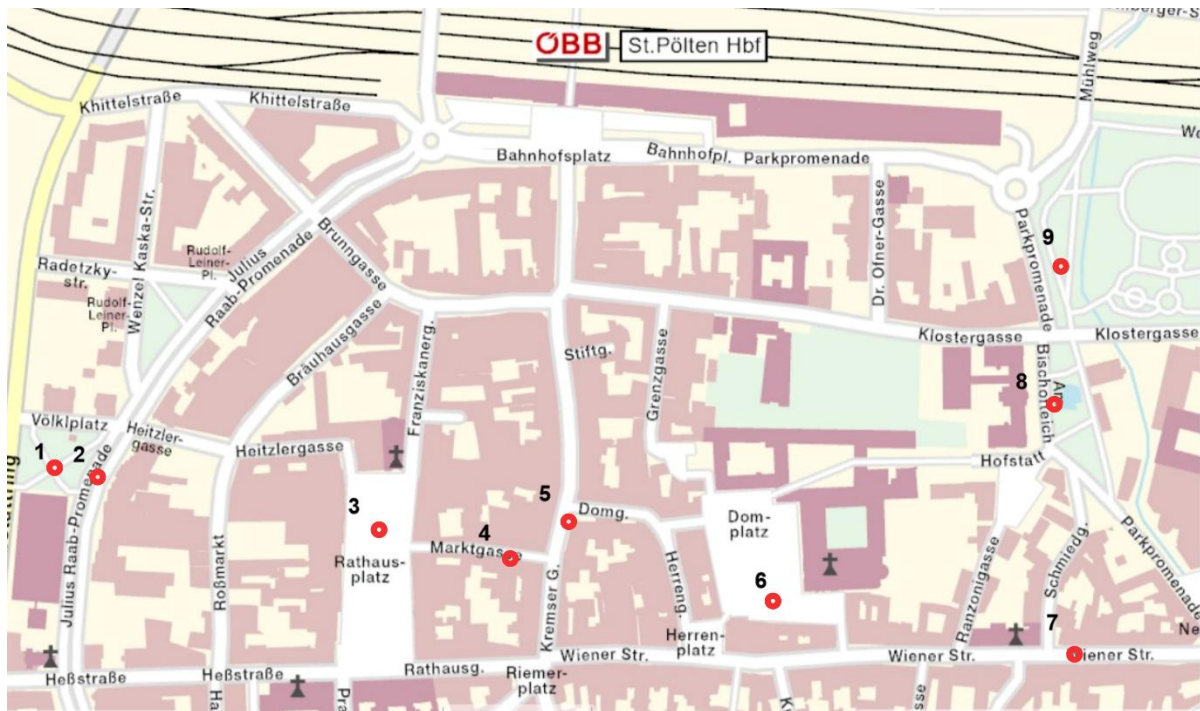 ÖBB
St.Pölten Hbf
Mühlweg
Khittelstraße
Khittelstraße
Bahnhofsplatz
Bahnhofpl.
Parkpromenade
Wenzel Kaska-Str.
Rudolf-
Leiner-
Pl.
Julius
Raab-Promenade
Brunngasse
Dr. Ofner-Gasse
Parkpromenade
9
Radetzky-
str.
Rudolf-
Leiner-
Pl.
Bräuhausgasse
Franziskanerg.
Stiftg.
Grenzgasse
Klostergasse
Klostergasse
8
Am
Bischofteich
Völklplatz
Heitzler-
gasse
Heitzlergasse
1
2
Julius Raab-Promenade
Hofstatt
3
5
Domg.
Dom-
platz
4
Marktgasse
Rathaus-
platz
Roßmarkt
Kremser G.
Herreng.
6
Ranzonigasse
Schmiedg.
Parkpromenade
7
Herren-
platz
Wiener Str.
Wiener Str.
Wiener Str.
Heßstraße
Heßstraße
Rathausg.
Riemer-
platz